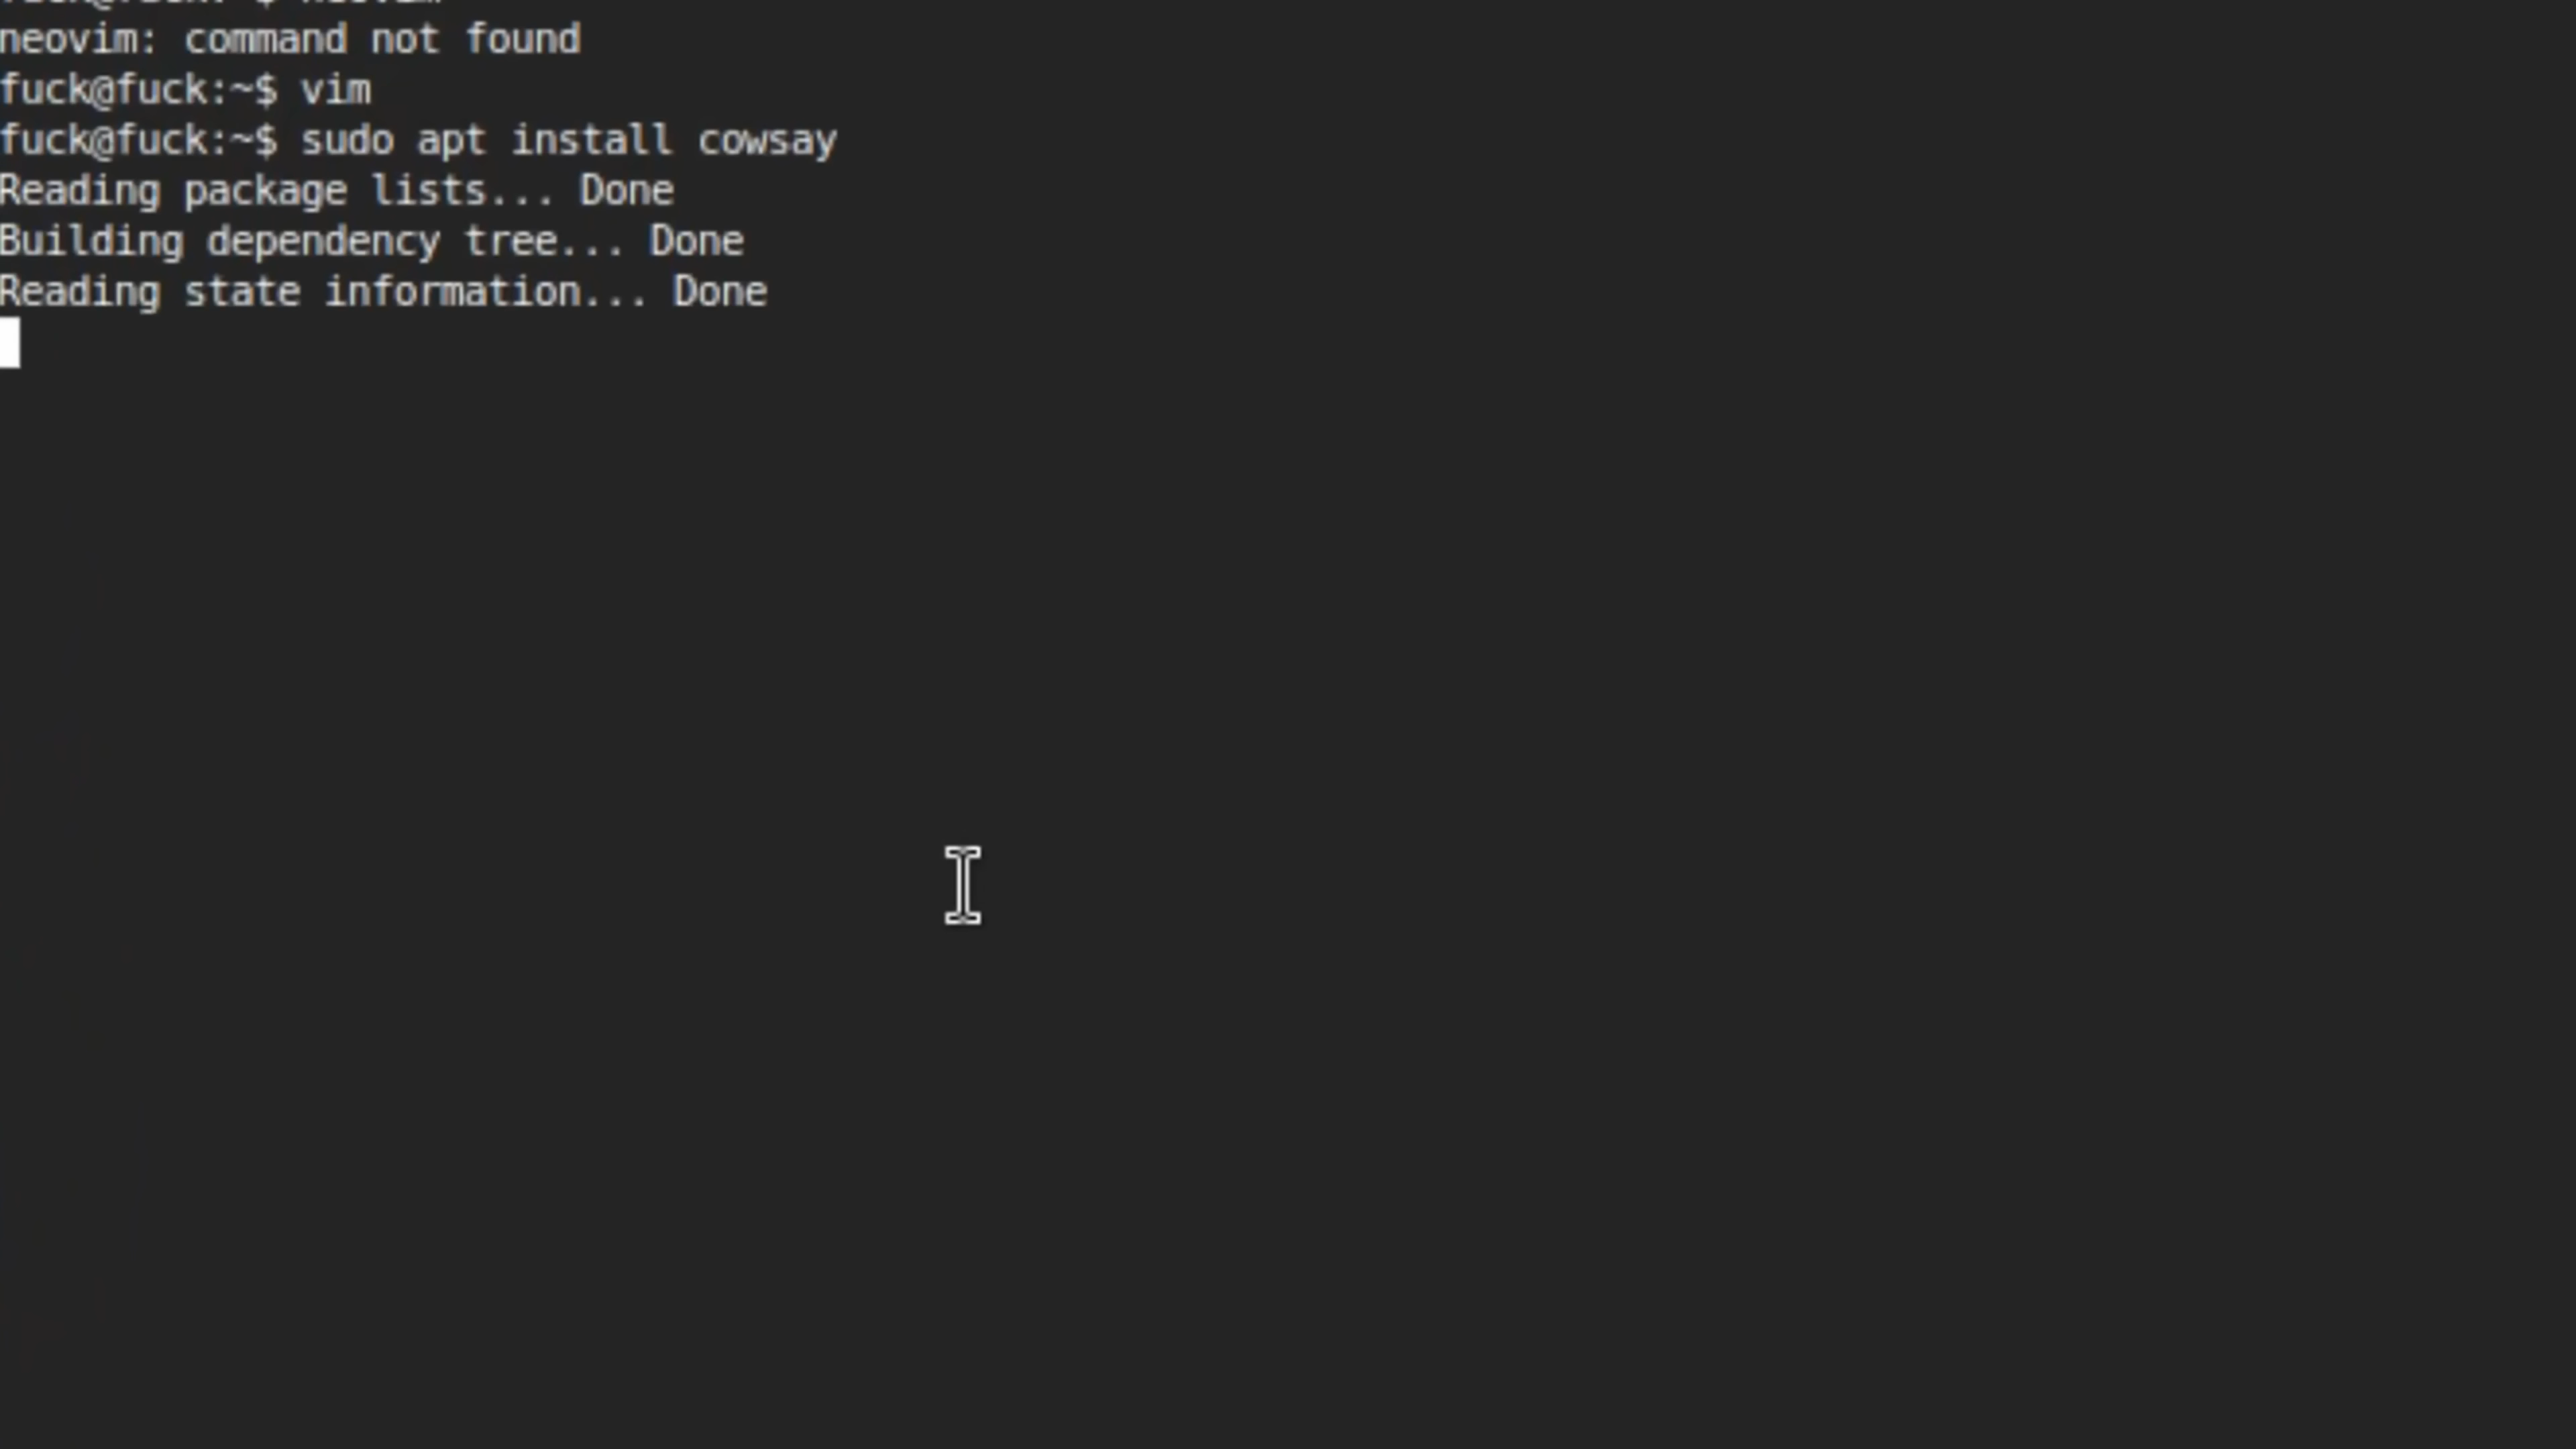 neovim: command not found
fuck@fuck:~$ vim
fuck@fuck:~$ sudo apt install cowsay
Reading package lists... Done
Building dependency tree... Done
Reading state information... Done